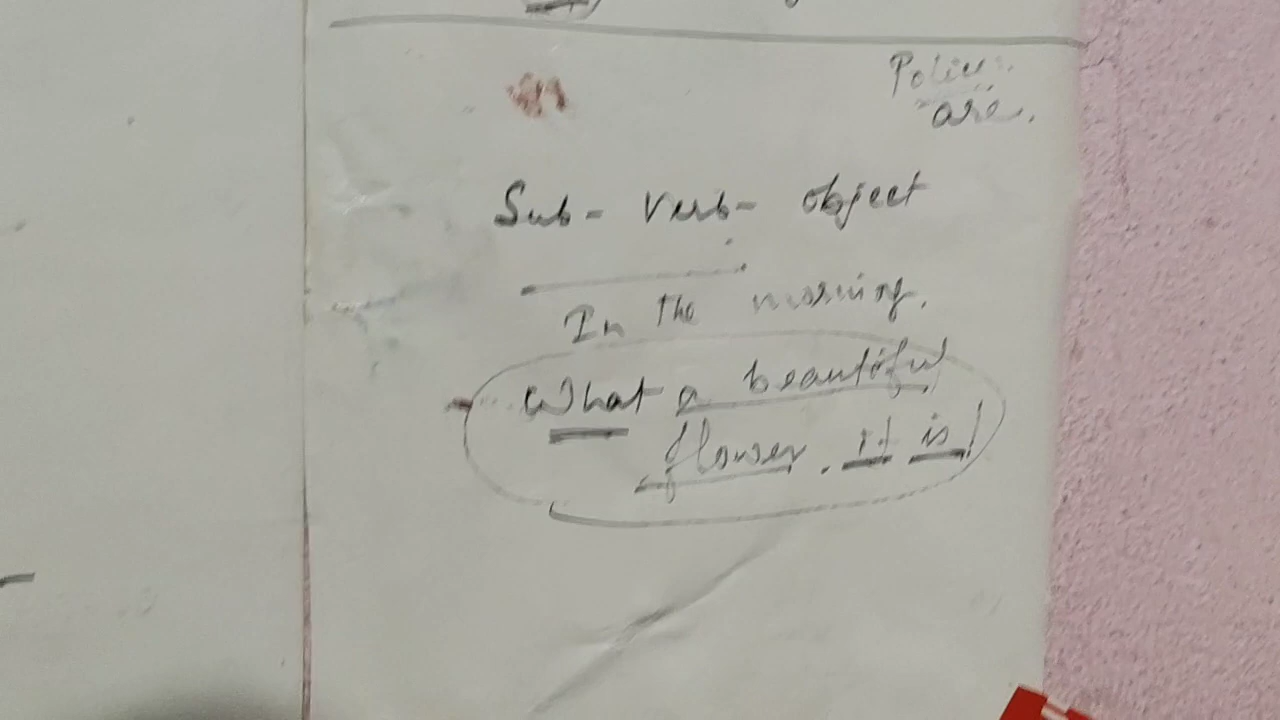 Police
are.
Sub - Verb - object
In the morning.
What a beautiful
flower it is!